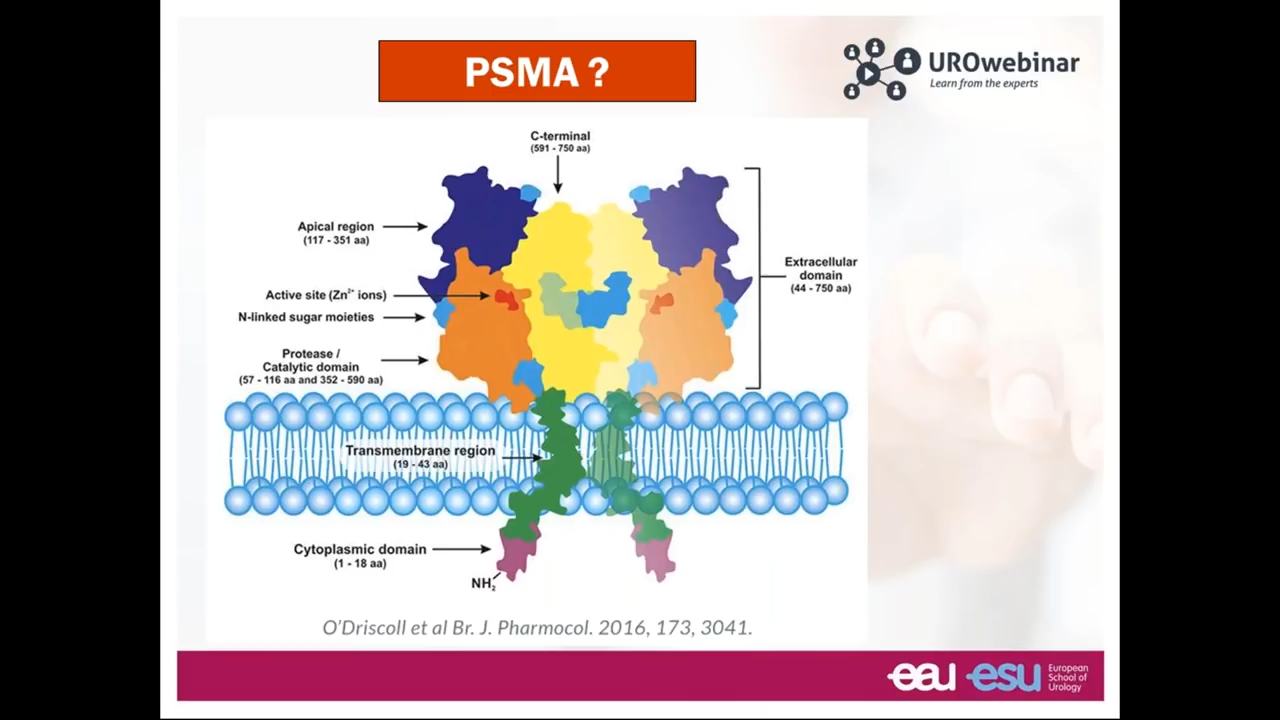 PSMA ?
UROwebinar
Learn from the experts
C-terminal
(591 - 750 aa)
Apical region
(117 - 351 aa)
Extracellular
domain
(44 - 750 aa)
Active site (Zn²⁺ ions)
N-linked sugar moieties
Protease /
Catalytic domain
(57 - 116 aa and 352 - 590 aa)
Transmembrane region
(19 - 43 aa)
Cytoplasmic domain
(1 - 18 aa)
NH₂
O'Driscoll et al Br. J. Pharmocol. 2016, 173, 3041.
eau esu European
School of
Urology